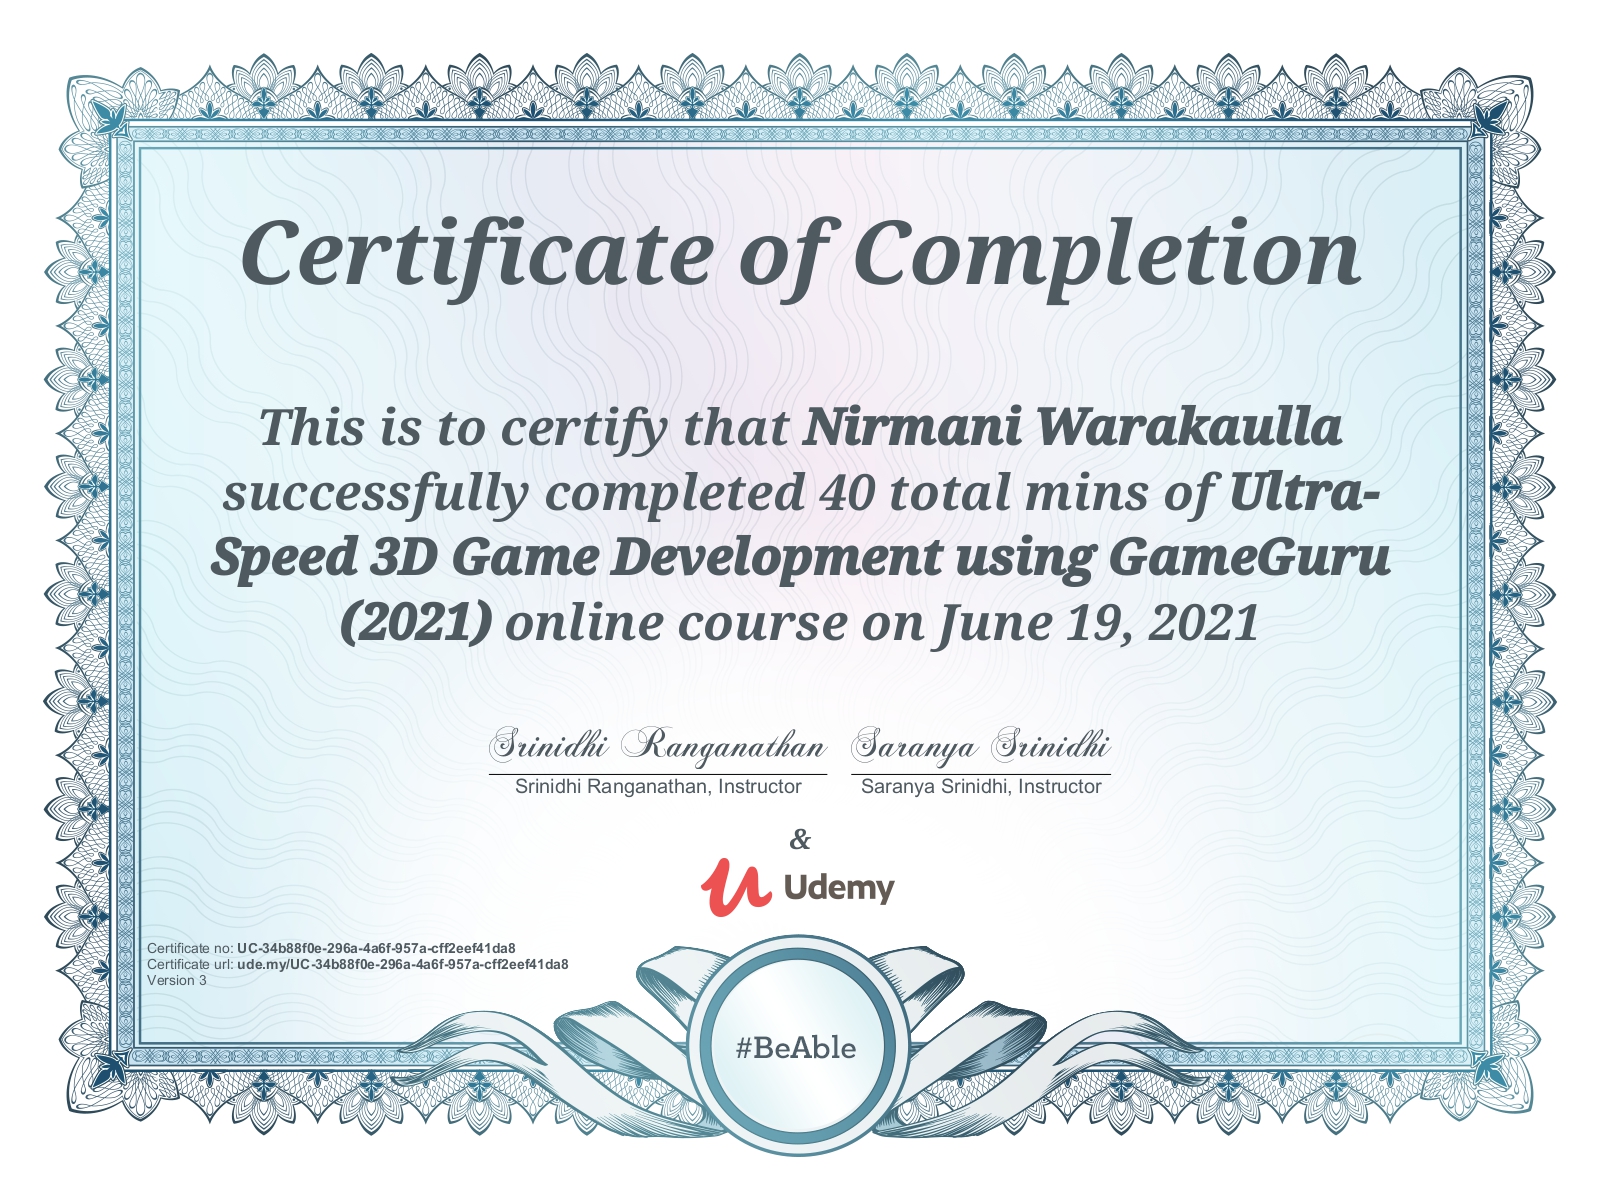 Certificate of Completion
This is to certify that Nirmani Warakaulla
successfully completed 40 total mins of Ultra-
Speed 3D Game Development using GameGuru
(2021) online course on June 19, 2021
Srinidhi Ranganathan Saranya Srinidhi
Srinidhi Ranganathan, Instructor Saranya Srinidhi, Instructor
&
Udemy
Certificate no: UC-34b88f0e-296a-4a6f-957a-cff2eef41da8
Certificate url: ude.my/UC-34b88f0e-296a-4a6f-957a-cff2eef41da8
Version 3
#BeAble